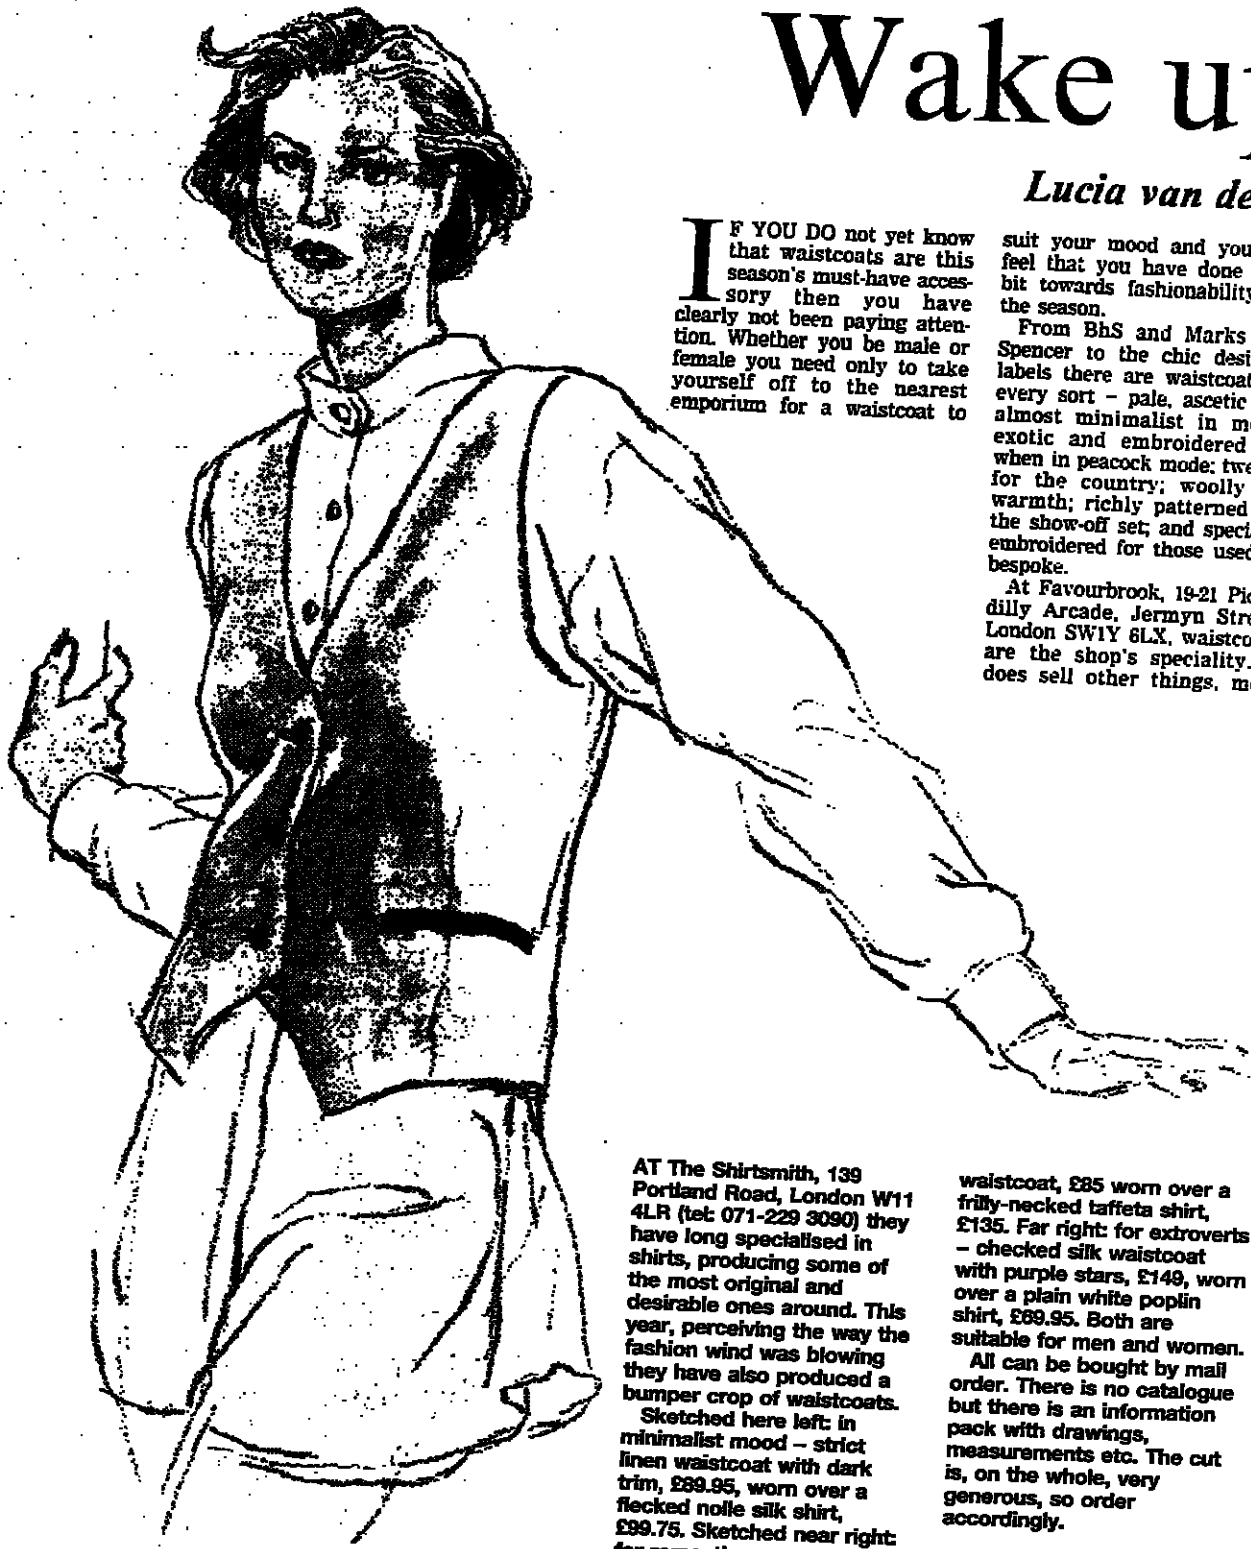 Wake up
Lucia van de
IF YOU DO not yet know
that waistcoats are this
season's must-have acces-
sory then you have
clearly not been paying atten-
tion. Whether you be male or
female you need only to take
yourself off to the nearest
emporium for a waistcoat to
suit your mood and you
feel that you have done
bit towards fashionability
the season.
From BhS and Marks
Spencer to the chic desi
labels there are waistcoat
every sort – pale, ascetic
almost minimalist in m
exotic and embroidered
when in peacock mode; twe
for the country; woolly
warmth; richly patterned
the show-off set; and speci
embroidered for those used
bespoke.
At Favourbrook, 19-21 Pic
dilly Arcade, Jermyn Stre
London SW1Y 6LX, waistco
are the shop's speciality.
does sell other things, m
AT The Shirtsmith, 139
Portland Road, London W11
4LR (tel: 071-229 3090) they
have long specialised in
shirts, producing some of
the most original and
desirable ones around. This
year, perceiving the way the
fashion wind was blowing
they have also produced a
bumper crop of waistcoats.
Sketched here left: in
minimalist mood – strict
linen waistcoat with dark
trim, £89.95, worn over a
flecked noile silk shirt,
£99.75. Sketched near right:
waistcoat, £85 worn over a
frilly-necked taffeta shirt,
£135. Far right: for extroverts
– checked silk waistcoat
with purple stars, £149, worn
over a plain white poplin
shirt, £69.95. Both are
suitable for men and women.
All can be bought by mail
order. There is no catalogue
but there is an information
pack with drawings,
measurements etc. The cut
is, on the whole, very
generous, so order
accordingly.